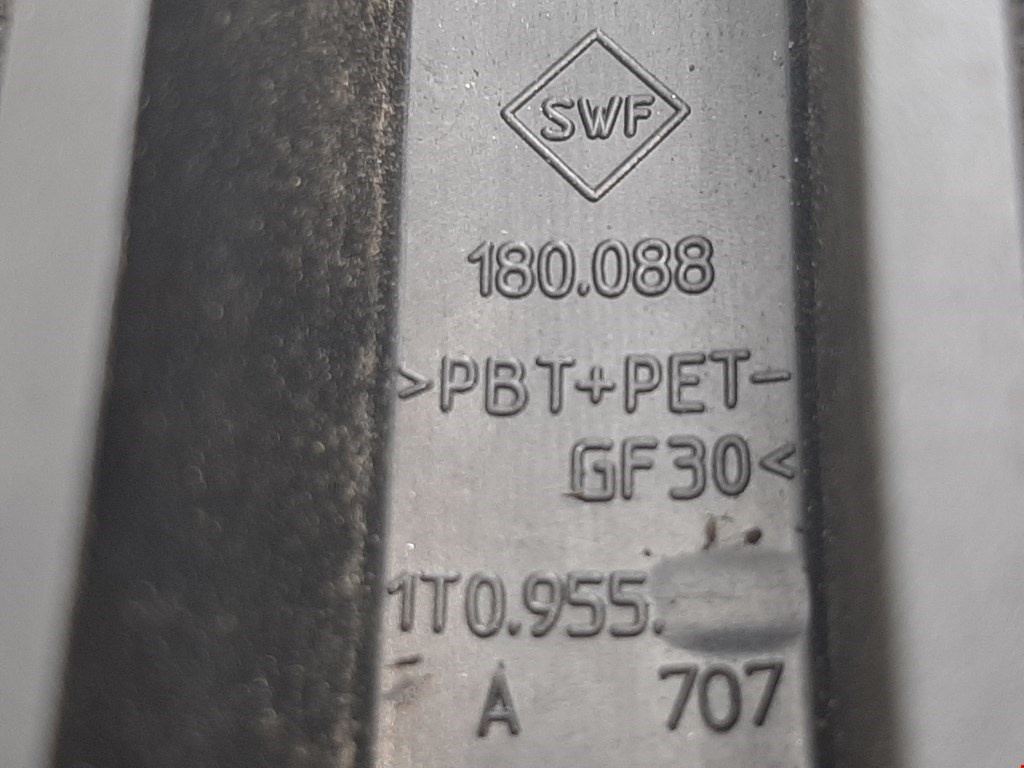 SWF
180.088
>PBT+PET-
GF30<
1T0.955.
A 707